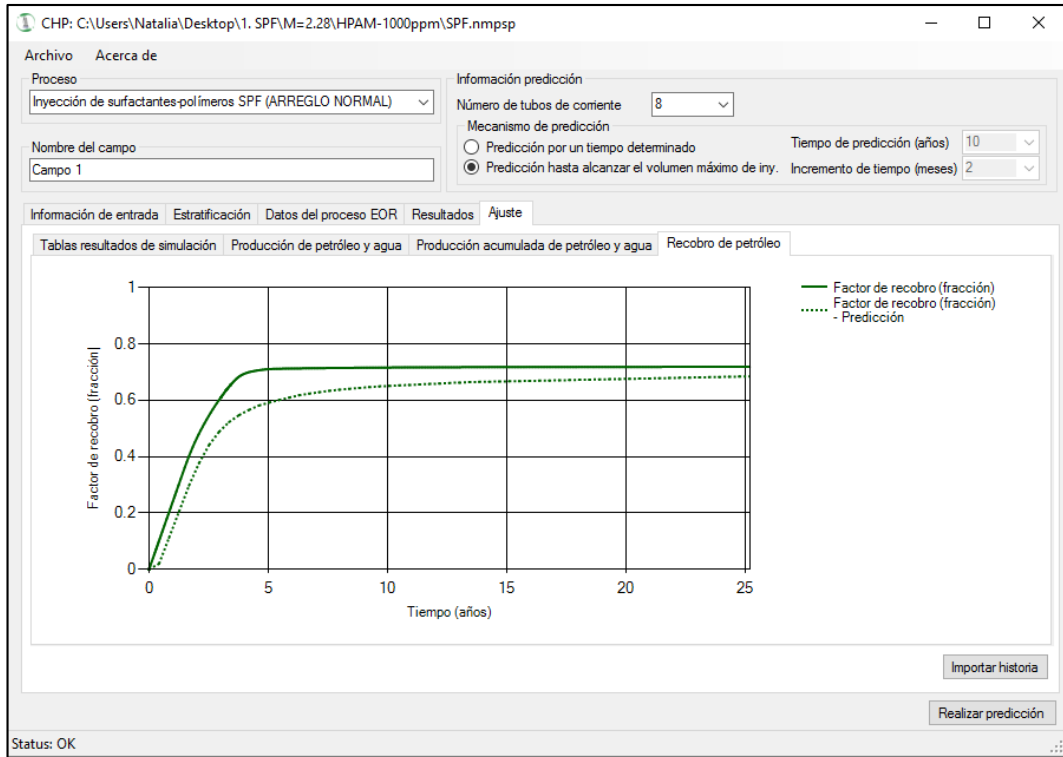 CHP: C:\Users\Natalia\Desktop\1. SPF\M=2.28\HPAM-1000ppm\SPF.nmpsp
Archivo Acerca de
Proceso
Inyección de surfactantes-polímeros SPF (ARREGLO NORMAL)
Nombre del campo
Campo 1
Información predicción
Número de tubos de corriente 8
Mecanismo de predicción
Predicción por un tiempo determinado
Predicción hasta alcanzar el volumen máximo de iny.
Tiempo de predicción (años) 10
Incremento de tiempo (meses) 2
Información de entrada Estratificación Datos del proceso EOR Resultados Ajuste
Tablas resultados de simulación Producción de petróleo y agua Producción acumulada de petróleo y agua Recobro de petróleo
Factor de recobro (fracción)
1
0.8
0.6
0.4
0.2
0
0 5 10 15 20 25
Tiempo (años)
Factor de recobro (fracción)
Factor de recobro (fracción)
- Predicción
Importar historia
Realizar predicción
Status: OK